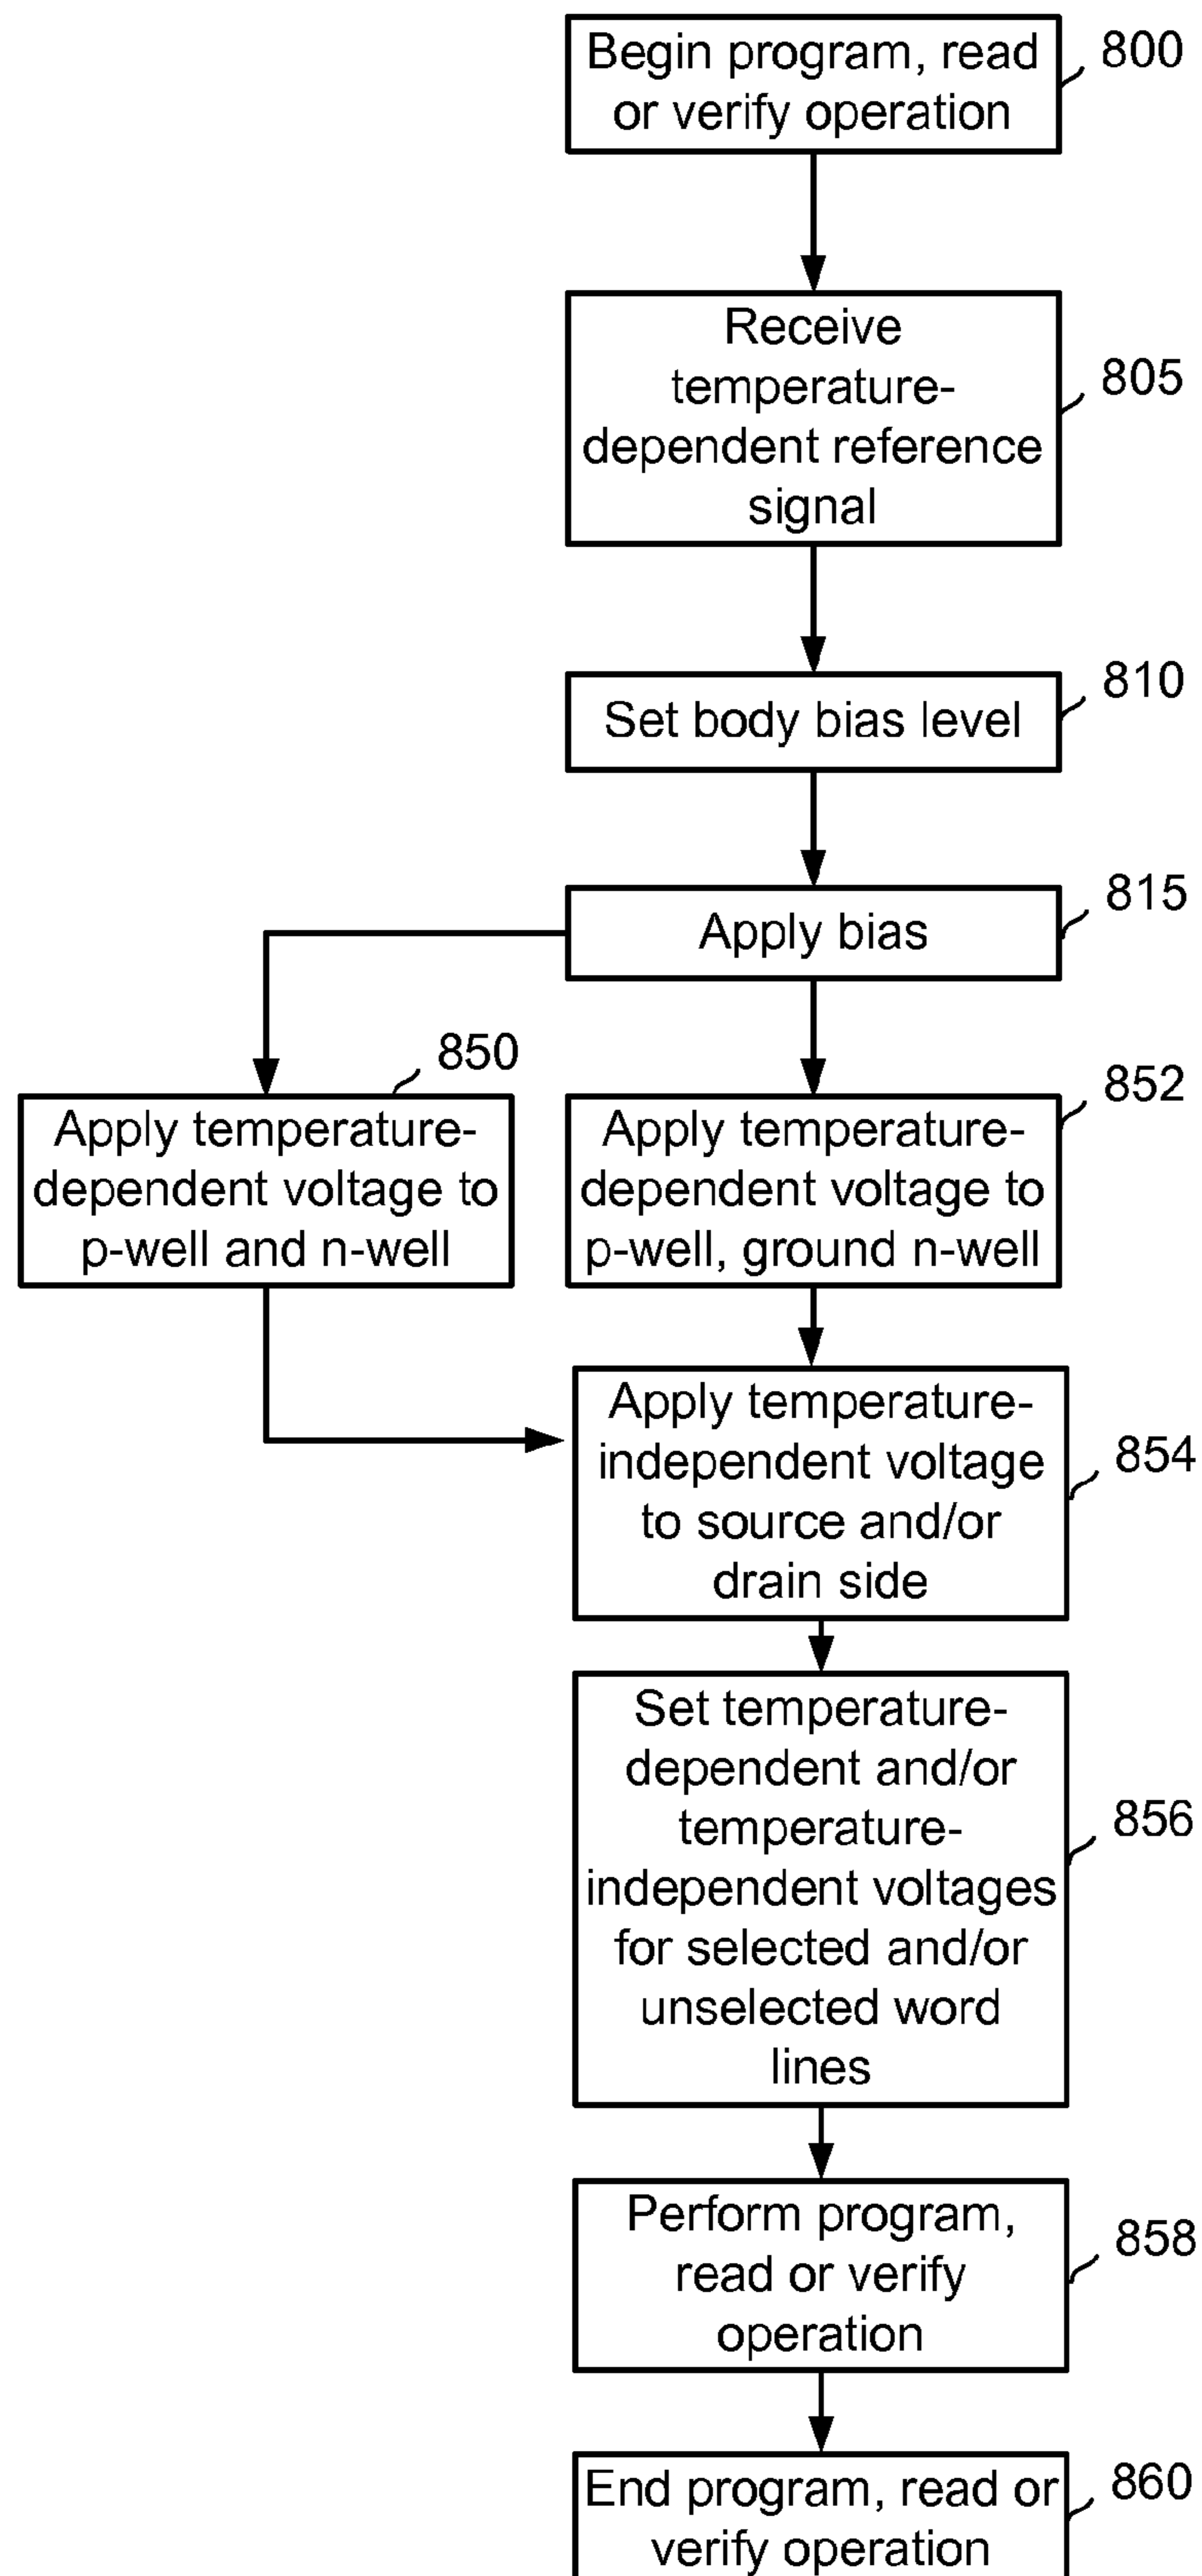 Begin program, read
or verify operation
800
Receive
temperature-
dependent reference
signal
805
Set body bias level
810
Apply bias
815
850
Apply temperature-
dependent voltage to
p-well and n-well
852
Apply temperature-
dependent voltage to
p-well, ground n-well
Apply temperature-
independent voltage
to source and/or
drain side
854
Set temperature-
dependent and/or
temperature-
independent voltages
for selected and/or
unselected word
lines
856
Perform program,
read or verify
operation
858
End program, read or
verify operation
860